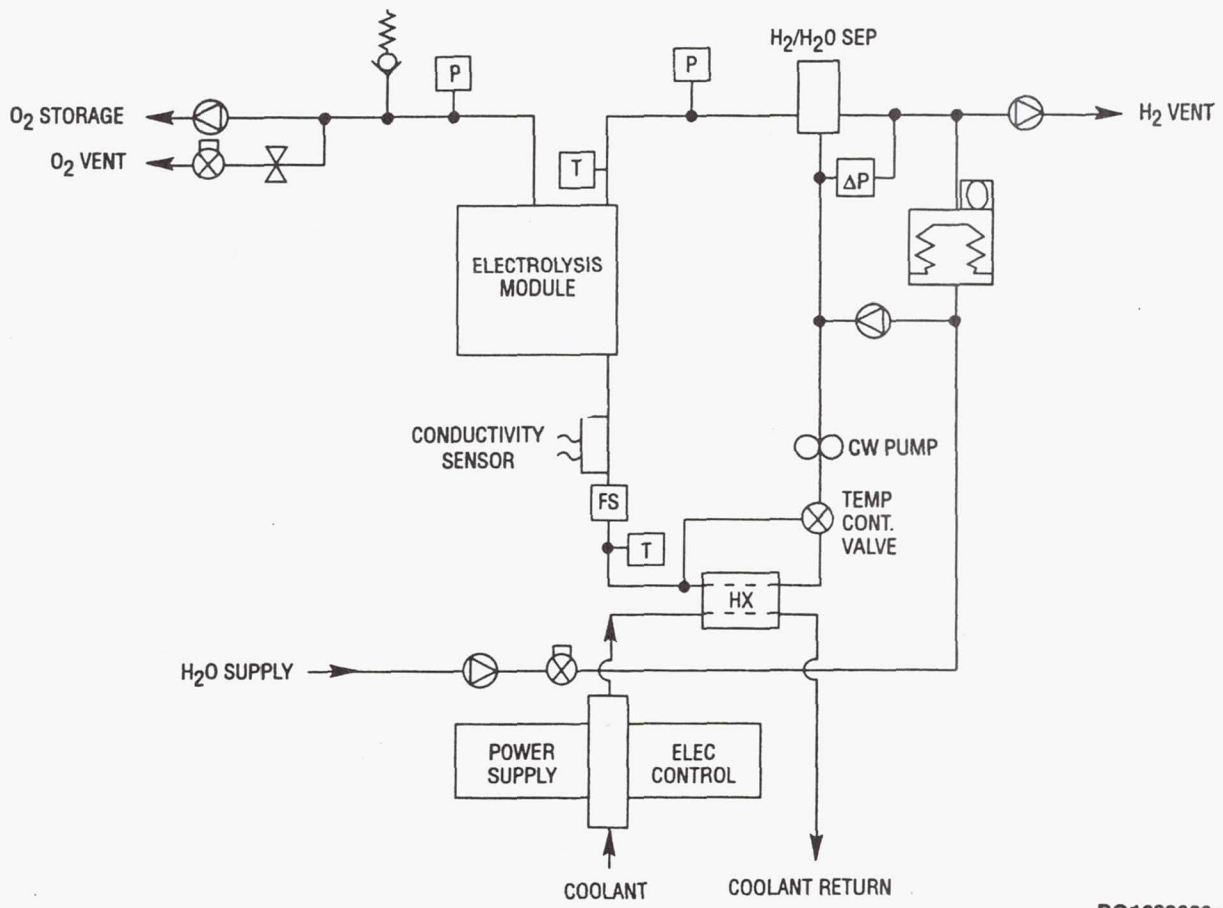 H2/H2O SEP
P
P
O2 STORAGE
H2 VENT
O2 VENT
T
ΔP
ELECTROLYSIS
MODULE
CONDUCTIVITY
SENSOR
CW PUMP
FS
TEMP
CONT.
VALVE
T
HX
H2O SUPPLY
POWER
SUPPLY
ELEC
CONTROL
COOLANT
COOLANT RETURN